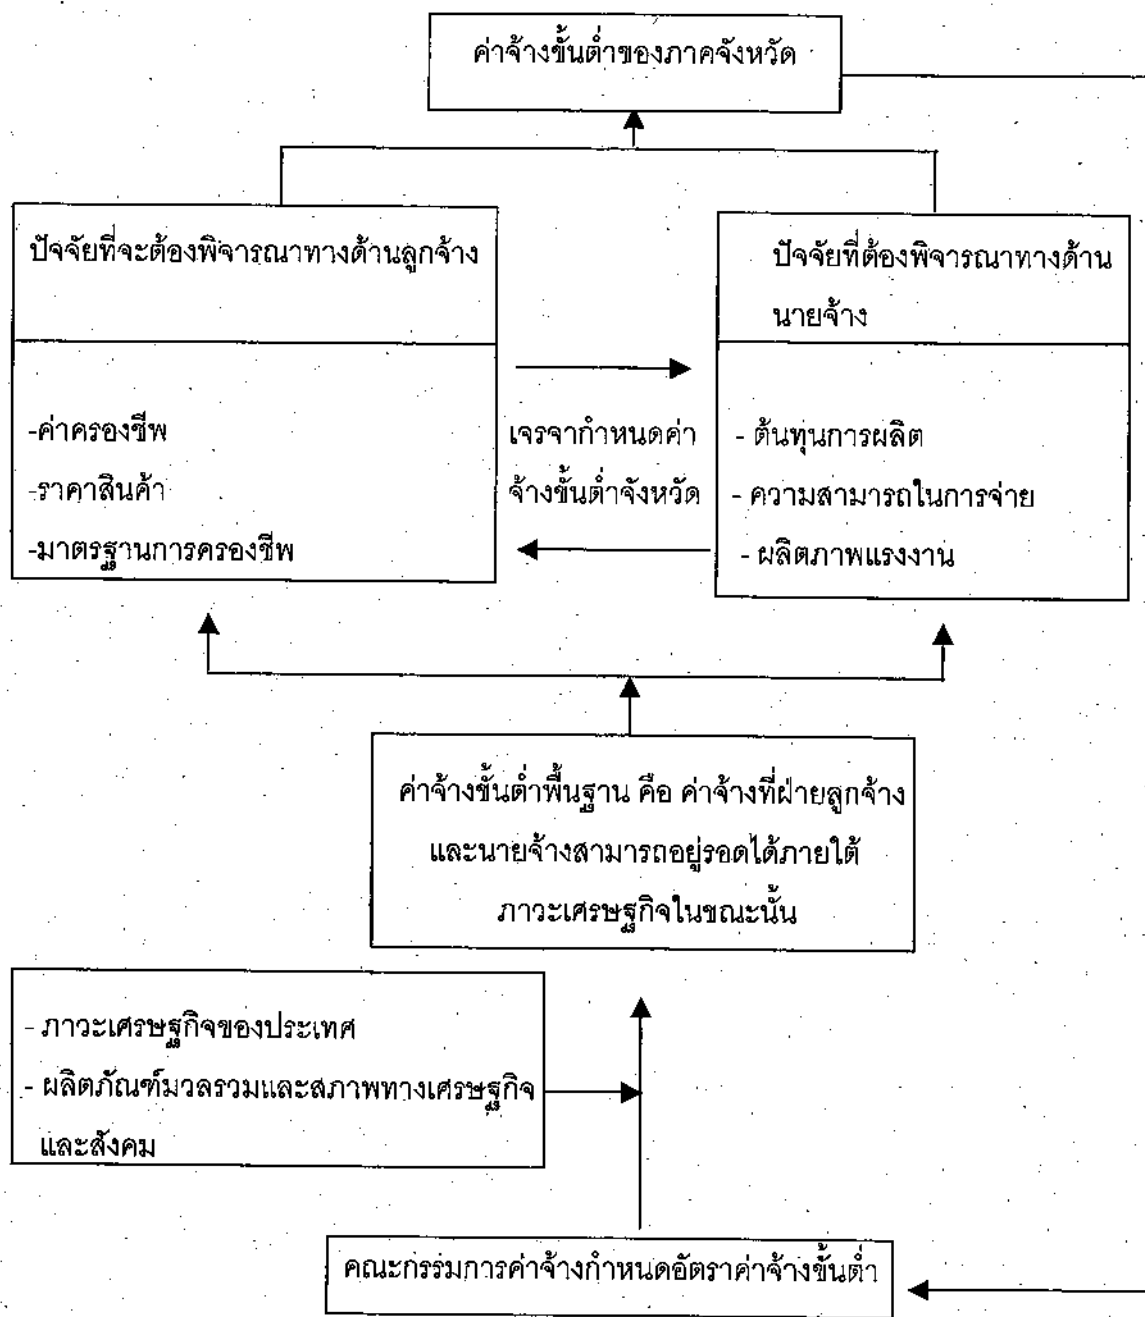 ค่าจ้างขั้นต่ำของภาคจังหวัด
ปัจจัยที่จะต้องพิจารณาทางด้านลูกจ้าง
-ค่าครองชีพ
-ราคาสินค้า
-มาตรฐานการครองชีพ
เจรจากำหนดค่า
จ้างขั้นต่ำจังหวัด
ปัจจัยที่ต้องพิจารณาทางด้าน
นายจ้าง
- ต้นทุนการผลิต
- ความสามารถในการจ่าย
- ผลิตภาพแรงงาน
ค่าจ้างขั้นต่ำพื้นฐาน คือ ค่าจ้างที่ฝ่ายลูกจ้าง
และนายจ้างสามารถอยู่รอดได้ภายใต้
ภาวะเศรษฐกิจในขณะนั้น
- ภาวะเศรษฐกิจของประเทศ
- ผลิตภัณฑ์มวลรวมและสภาพทางเศรษฐกิจ
และสังคม
คณะกรรมการค่าจ้างกำหนดอัตราค่าจ้างขั้นต่ำ